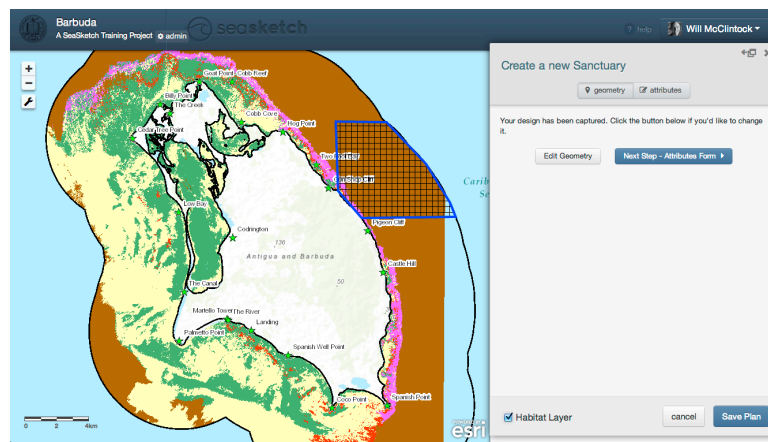 Barbuda
A SeaSketch Training Project admin
seasketch
help
Will McClintock
Create a new Sanctuary
geometry
attributes
Your design has been captured. Click the button below if you'd like to change
it.
Edit Geometry
Next Step - Attributes Form
Goat Point
Cobb Reef
Billy Point
The Creek
Cobb Cove
Cedar Tree Point
Hog Point
Low Bay
Pigeon Cliff
Codrington
130
Antigua and Barbuda
Castle Hill
50
The Canal
Martello Tower
The River
Landing
Palmetto Point
Spanish Well Point
Coco Point
Spanish Point
0 2 4km
esri
Habitat Layer
cancel
Save Plan